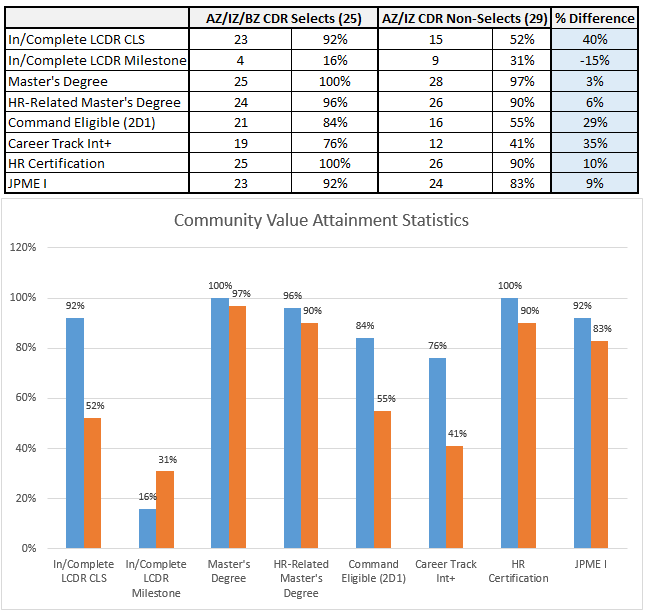 AZ/IZ/BZ CDR Selects (25) AZ/IZ CDR Non-Selects (29) % Difference
In/Complete LCDR CLS 23 92% 15 52% 40%
In/Complete LCDR Milestone 4 16% 9 31% -15%
Master's Degree 25 100% 28 97% 3%
HR-Related Master's Degree 24 96% 26 90% 6%
Command Eligible (2D1) 21 84% 16 55% 29%
Career Track Int+ 19 76% 12 41% 35%
HR Certification 25 100% 26 90% 10%
JPME I 23 92% 24 83% 9%
Community Value Attainment Statistics
120%
100%
80%
60%
40%
20%
0%
92%
52%
16%
31%
100%
97%
96%
90%
84%
55%
76%
41%
100%
90%
92%
83%
In/Complete
LCDR CLS
In/Complete
LCDR
Milestone
Master's
Degree
HR-Related
Master's
Degree
Command
Eligible (2D1)
Career Track
Int+
HR
Certification
JPME I